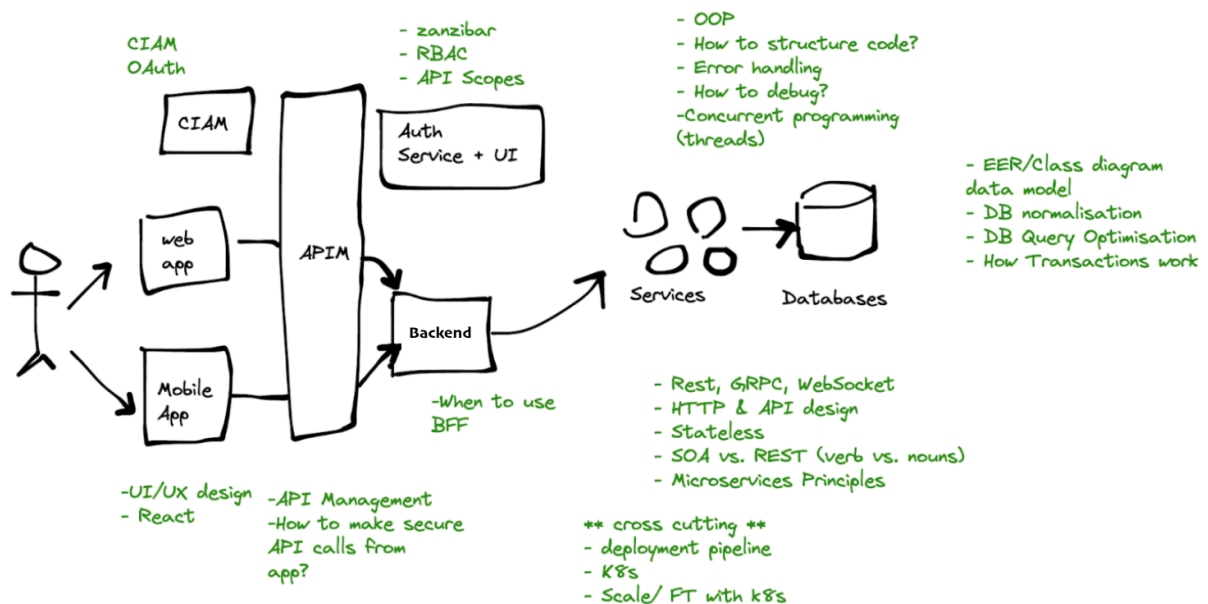 CIAM
OAuth
- zanzibar
- RBAC
- API Scopes
- OOP
- How to structure code?
- Error handling
- How to debug?
-Concurrent programming
(threads)
CIAM
Auth
Service + UI
- EER/Class diagram
data model
- DB normalisation
- DB Query Optimisation
- How Transactions work
web
app
APIM
Services
Databases
Backend
Mobile
App
-When to use
BFF
- Rest, GRPC, WebSocket
- HTTP & API design
- Stateless
- SOA vs. REST (verb vs. nouns)
- Microservices Principles
-UI/UX design
- React
-API Management
-How to make secure
API calls from
app?
** cross cutting **
- deployment pipeline
- K8s
- Scale/ FT with k8s